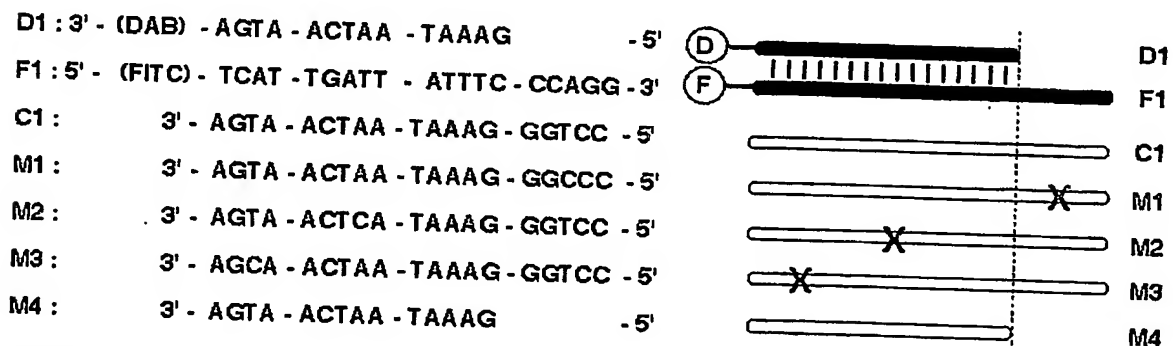 D1 : 3' - (DAB) - AGTA - ACTAA - TAAAG - 5' D D1
F1 : 5' - (FITC) - TCAT - TGATT - ATTTC - CCAGG - 3' F F1
C1 : 3' - AGTA - ACTAA - TAAAG - GGTCC - 5' C1
M1 : 3' - AGTA - ACTAA - TAAAG - GGCCC - 5' X M1
M2 : 3' - AGTA - ACTCA - TAAAG - GGTCC - 5' X M2
M3 : 3' - AGCA - ACTAA - TAAAG - GGTCC - 5' X M3
M4 : 3' - AGTA - ACTAA - TAAAG - 5' M4